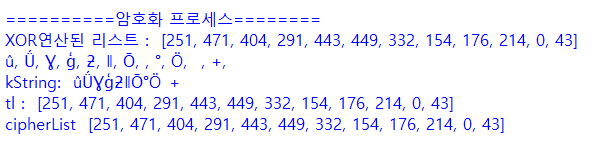 ==========암호화 프로세스========
XOR연산된 리스트 :  [251, 471, 404, 291, 443, 449, 332, 154, 176, 214, 0, 43]
û, Ǘ, Ɣ, ģ, ƻ, ǁ, Ō, , °, Ö,   , +,
kString:  ûǗƔģƻǁŌ°Ö +
tl :  [251, 471, 404, 291, 443, 449, 332, 154, 176, 214, 0, 43]
cipherList  [251, 471, 404, 291, 443, 449, 332, 154, 176, 214, 0, 43]